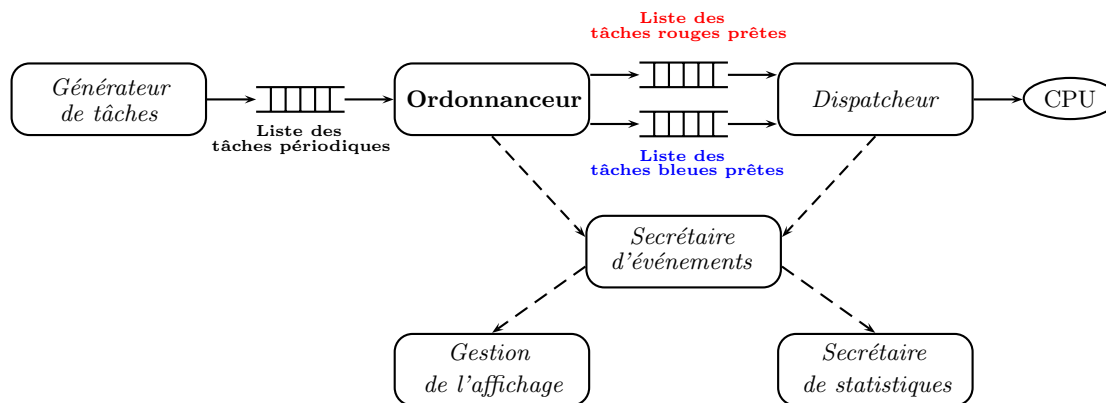 Liste des
tâches rouges prêtes
Générateur
de tâches
Liste des
tâches périodiques
Ordonnanceur
Dispatcheur
CPU
Liste des
tâches bleues prêtes
Secrétaire
d'événements
Gestion
de l'affichage
Secrétaire
de statistiques